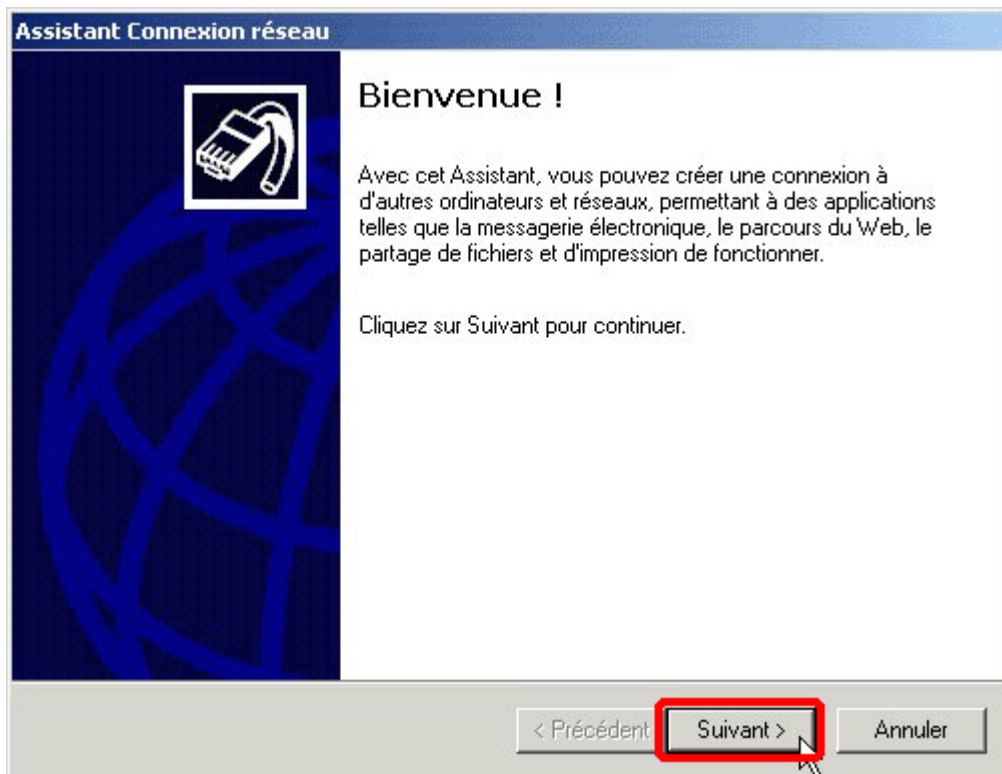 Assistant Connexion réseau
Bienvenue !
Avec cet Assistant, vous pouvez créer une connexion à
d'autres ordinateurs et réseaux, permettant à des applications
telles que la messagerie électronique, le parcours du Web, le
partage de fichiers et d'impression de fonctionner.
Cliquez sur Suivant pour continuer.
< Précédent Suivant > Annuler